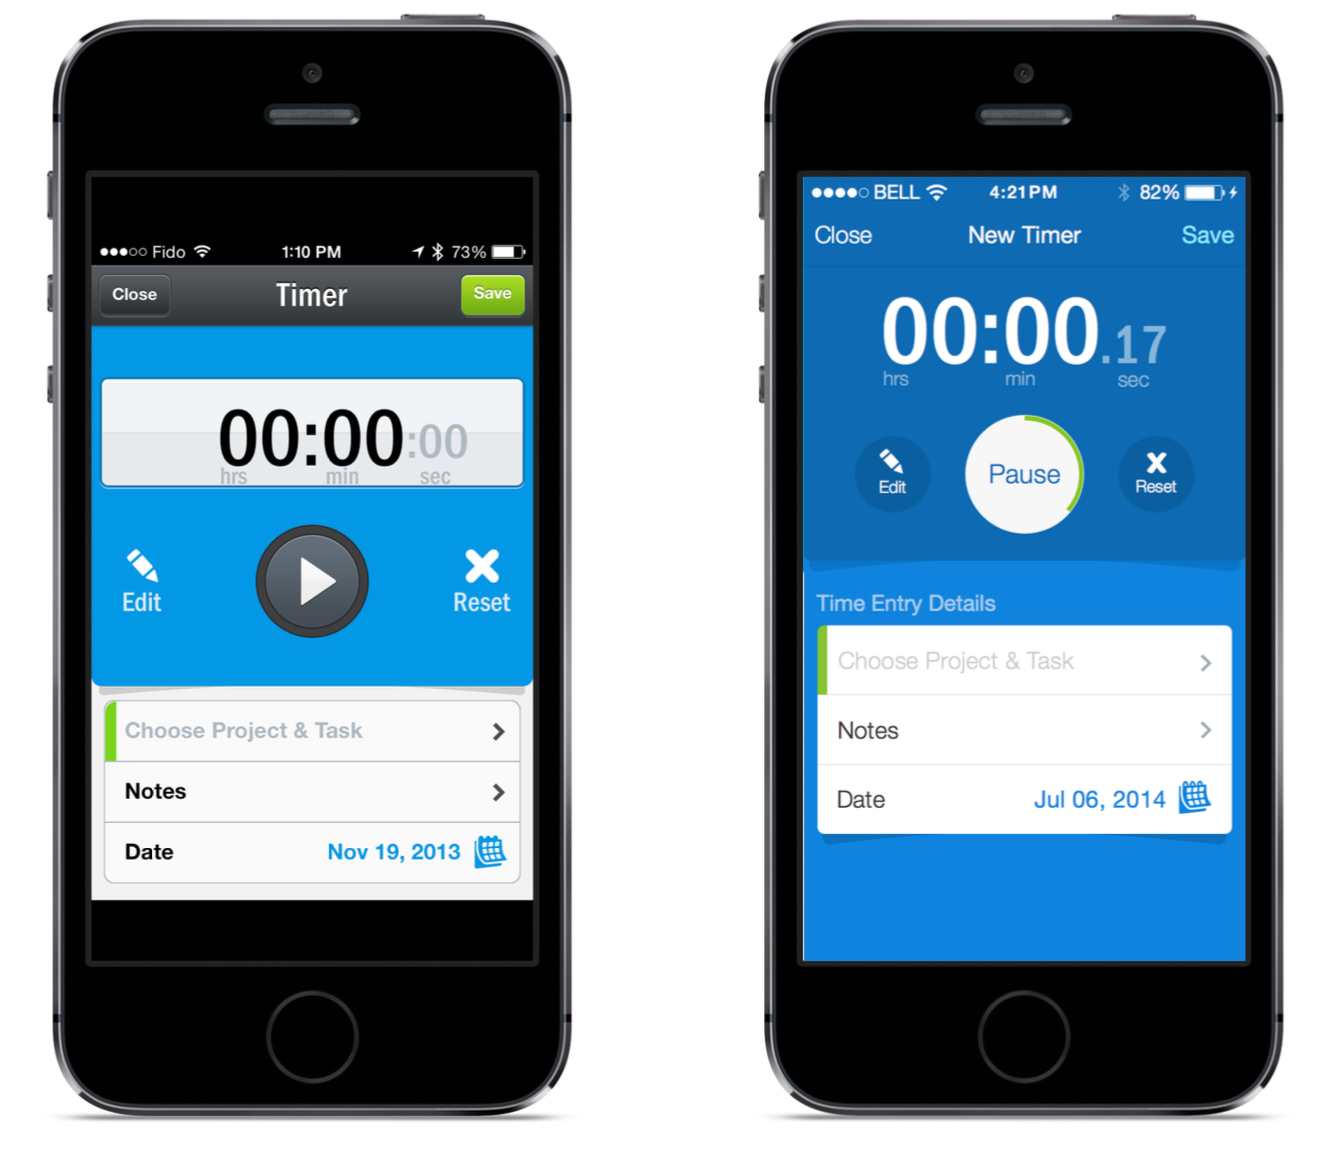 Fido 1:10 PM 73%
Close Timer Save
00:00:00
hrs min sec
Edit Reset
Choose Project & Task
Notes
Date Nov 19, 2013
BELL 4:21PM 82%
Close New Timer Save
00:00.17
hrs min sec
Edit Pause Reset
Time Entry Details
Choose Project & Task
Notes
Date Jul 06, 2014